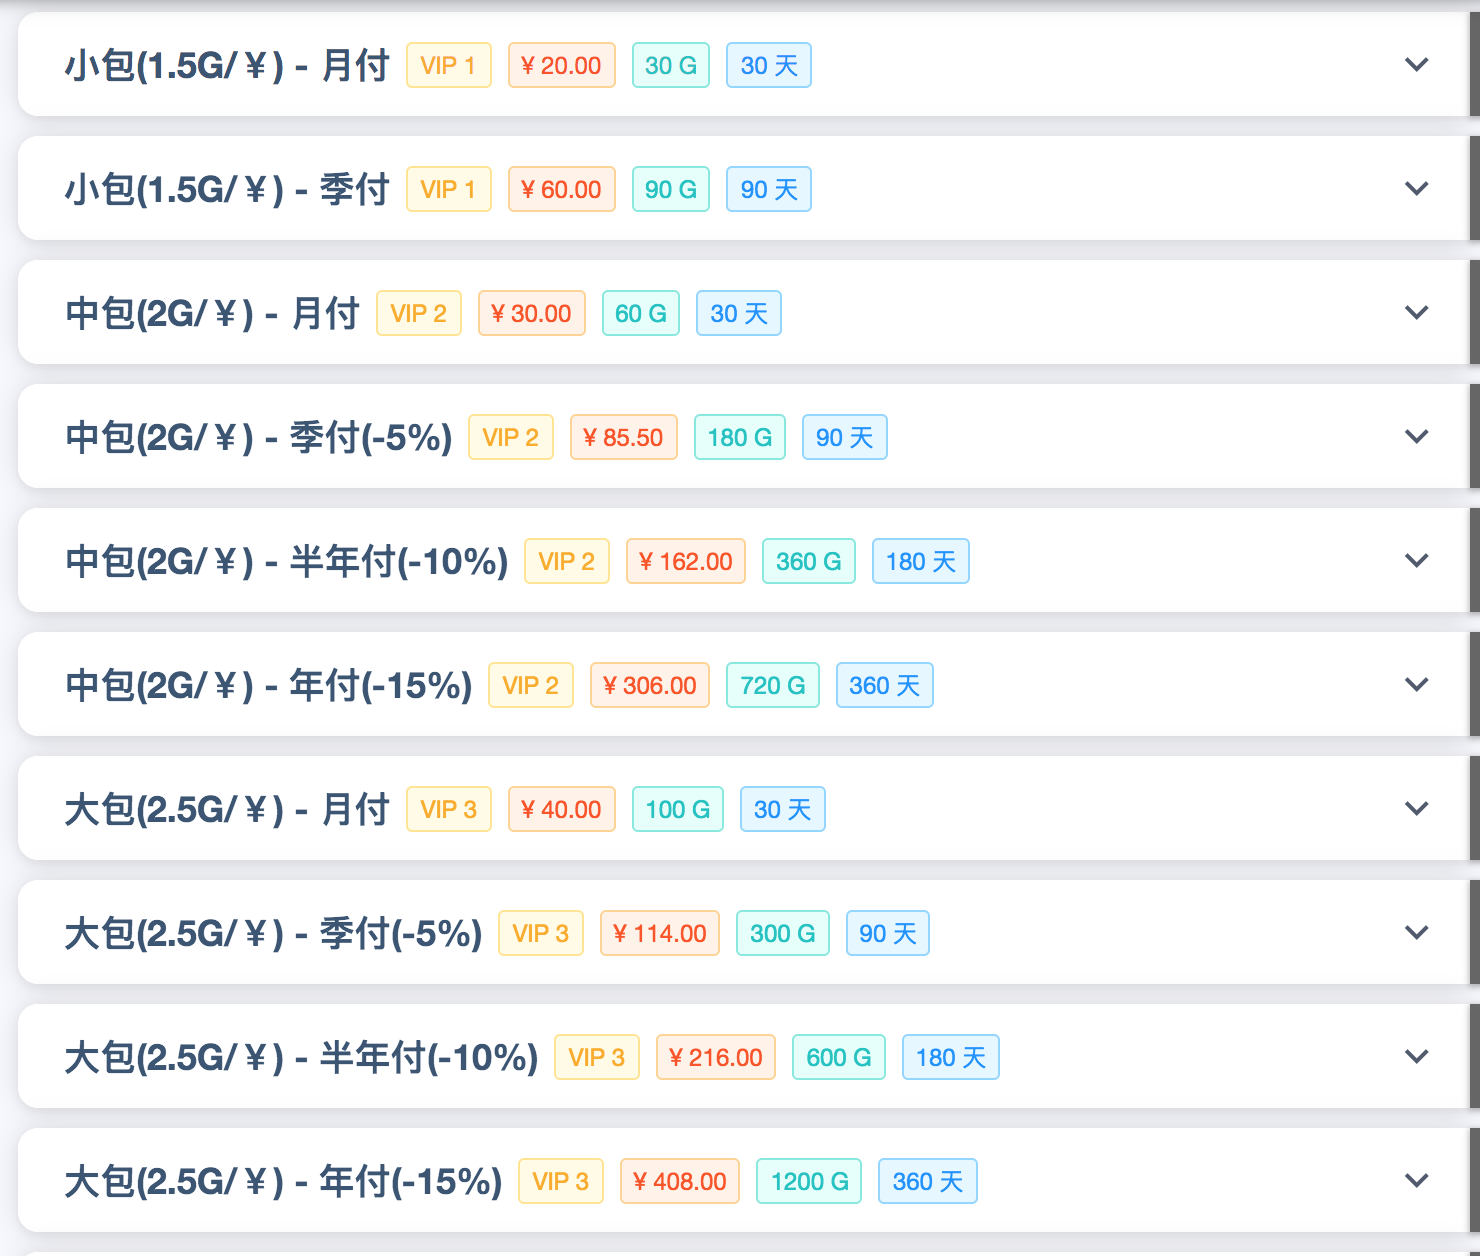 小包(1.5G/￥) - 月付 VIP 1 ¥ 20.00 30 G 30 天
小包(1.5G/￥) - 季付 VIP 1 ¥ 60.00 90 G 90 天
中包(2G/￥) - 月付 VIP 2 ¥ 30.00 60 G 30 天
中包(2G/￥) - 季付(-5%) VIP 2 ¥ 85.50 180 G 90 天
中包(2G/￥) - 半年付(-10%) VIP 2 ¥ 162.00 360 G 180 天
中包(2G/￥) - 年付(-15%) VIP 2 ¥ 306.00 720 G 360 天
大包(2.5G/￥) - 月付 VIP 3 ¥ 40.00 100 G 30 天
大包(2.5G/￥) - 季付(-5%) VIP 3 ¥ 114.00 300 G 90 天
大包(2.5G/￥) - 半年付(-10%) VIP 3 ¥ 216.00 600 G 180 天
大包(2.5G/￥) - 年付(-15%) VIP 3 ¥ 408.00 1200 G 360 天